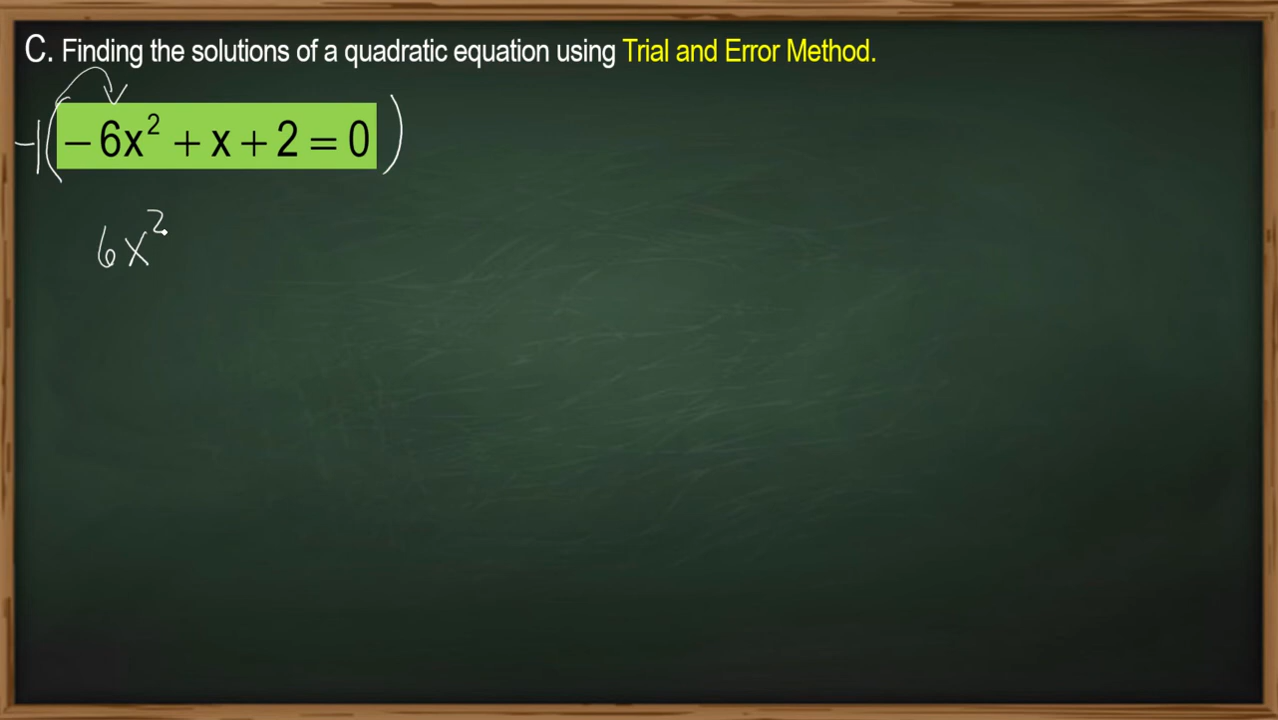 C. Finding the solutions of a quadratic equation using Trial and Error Method.
-1(− 6x² + x + 2 = 0)
6x²